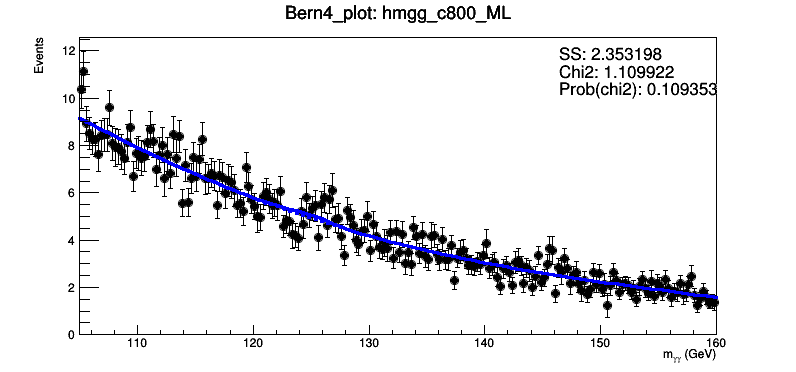 Bern4_plot: hmgg_c800_ML
Events
SS: 2.353198
Chi2: 1.109922
Prob(chi2): 0.109353
12
10
8
6
4
2
0
110 120 130 140 150 160
m_γγ (GeV)